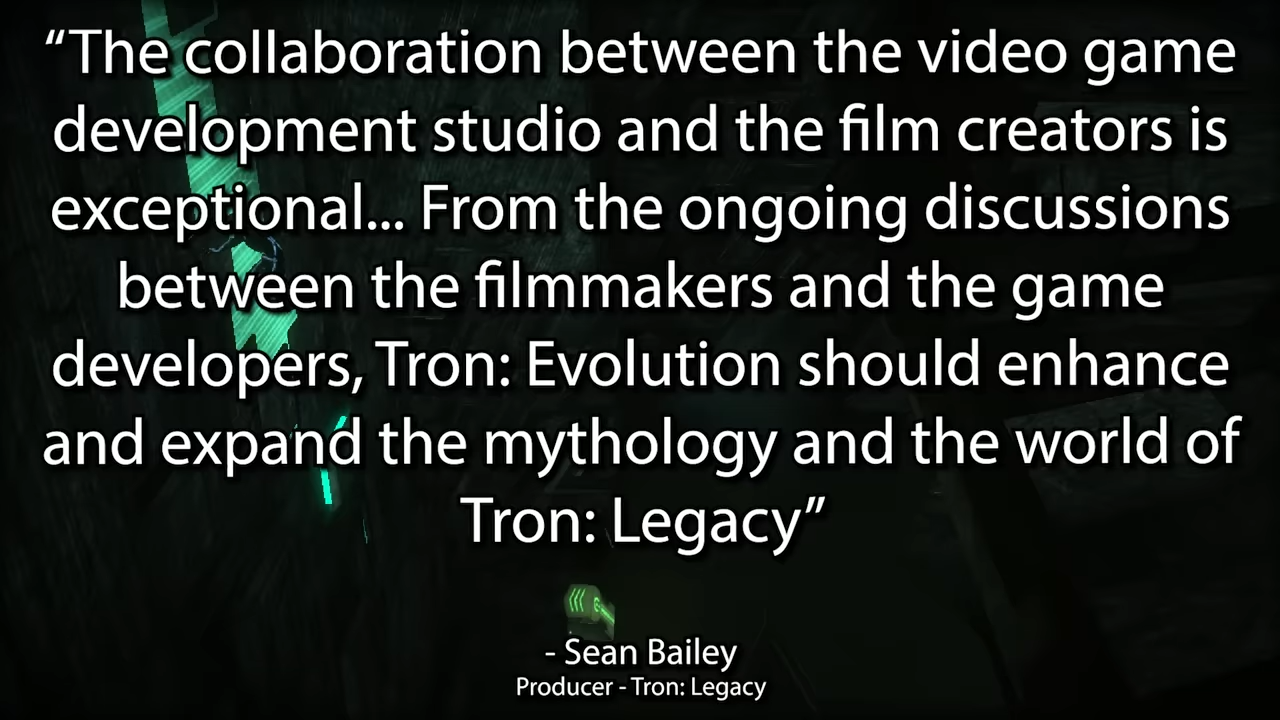 “The collaboration between the video game
development studio and the film creators is
exceptional... From the ongoing discussions
between the filmmakers and the game
developers, Tron: Evolution should enhance
and expand the mythology and the world of
Tron: Legacy”
- Sean Bailey
Producer - Tron: Legacy